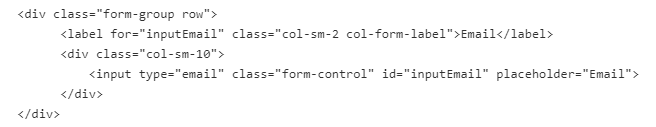 <div class="form-group row">
<label for="inputEmail" class="col-sm-2 col-form-label">Email</label>
<div class="col-sm-10">
<input type="email" class="form-control" id="inputEmail" placeholder="Email">
</div>
</div>